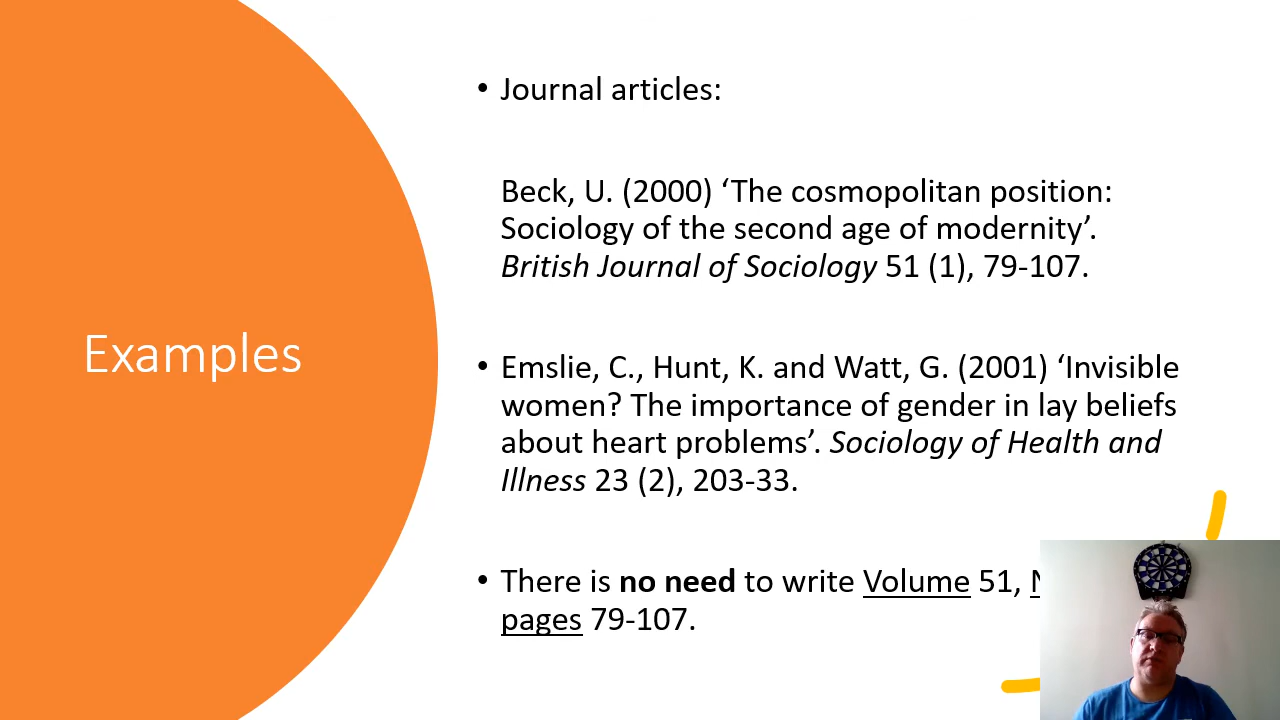 Examples
• Journal articles:
Beck, U. (2000) ‘The cosmopolitan position:
Sociology of the second age of modernity’.
British Journal of Sociology 51 (1), 79-107.
• Emslie, C., Hunt, K. and Watt, G. (2001) ‘Invisible
women? The importance of gender in lay beliefs
about heart problems’. Sociology of Health and
Illness 23 (2), 203-33.
• There is no need to write Volume 51,
pages 79-107.